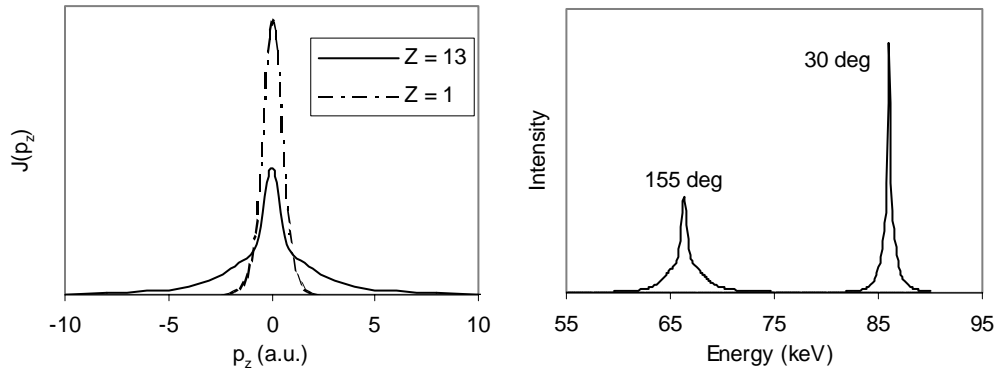 J(p_z)
Z = 13
Z = 1
-10 -5 0 5 10
p_z (a.u.)
Intensity
155 deg
30 deg
55 65 75 85 95
Energy (keV)